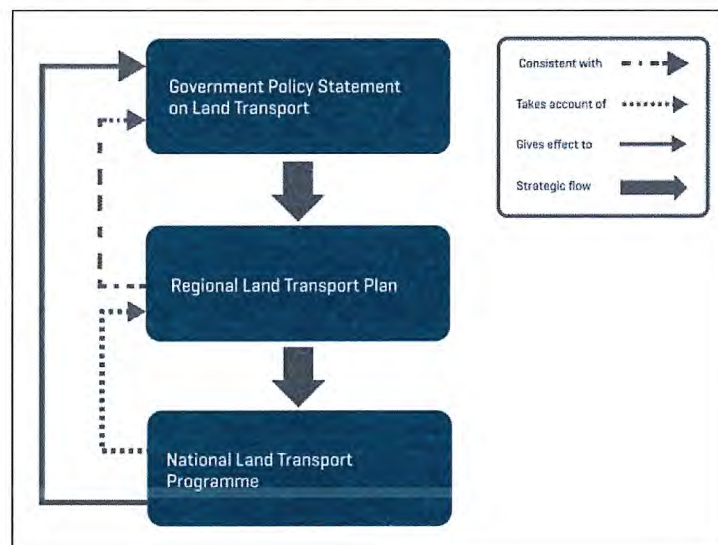 Government Policy Statement
on Land Transport
Regional Land Transport Plan
National Land Transport
Programme
Consistent with
Takes account of
Gives effect to
Strategic flow